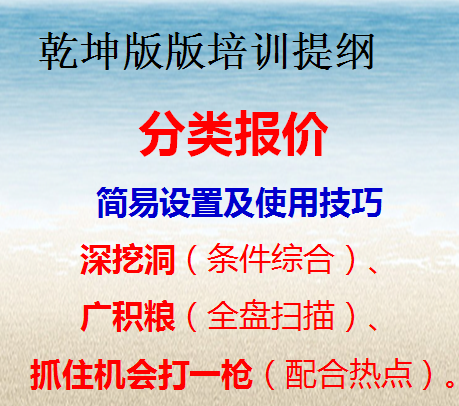 乾坤版版培训提纲
分类报价
简易设置及使用技巧
深挖洞（条件综合）、
广积粮（全盘扫描）、
抓住机会打一枪（配合热点）。